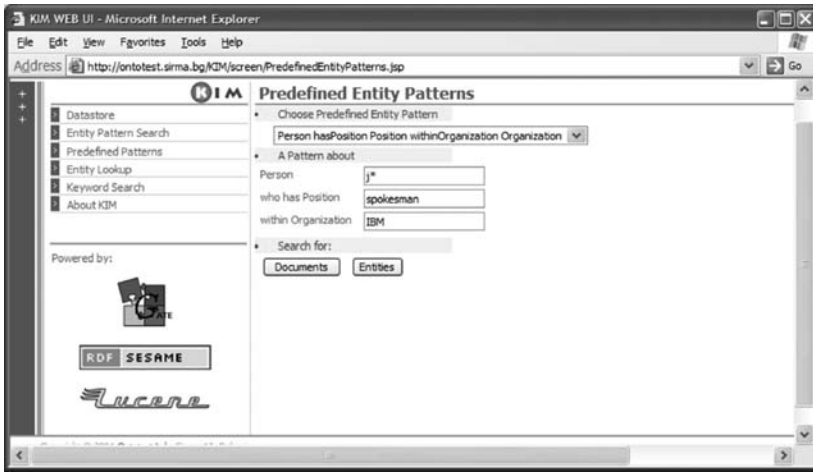 KIM WEB UI - Microsoft Internet Explorer
File Edit View Favorites Tools Help
Address http://ontotest.sirma.bg/KIM/screen/PredefinedEntityPatterns.jsp Go
KIM
Datastore
Entity Pattern Search
Predefined Patterns
Entity Lookup
Keyword Search
About KIM
Powered by:
GATE
RDF SESAME
Lucene
Predefined Entity Patterns
Choose Predefined Entity Pattern
Person hasPosition Position withinOrganization Organization
A Pattern about
Person j*
who has Position spokesman
within Organization IBM
Search for:
Documents Entities